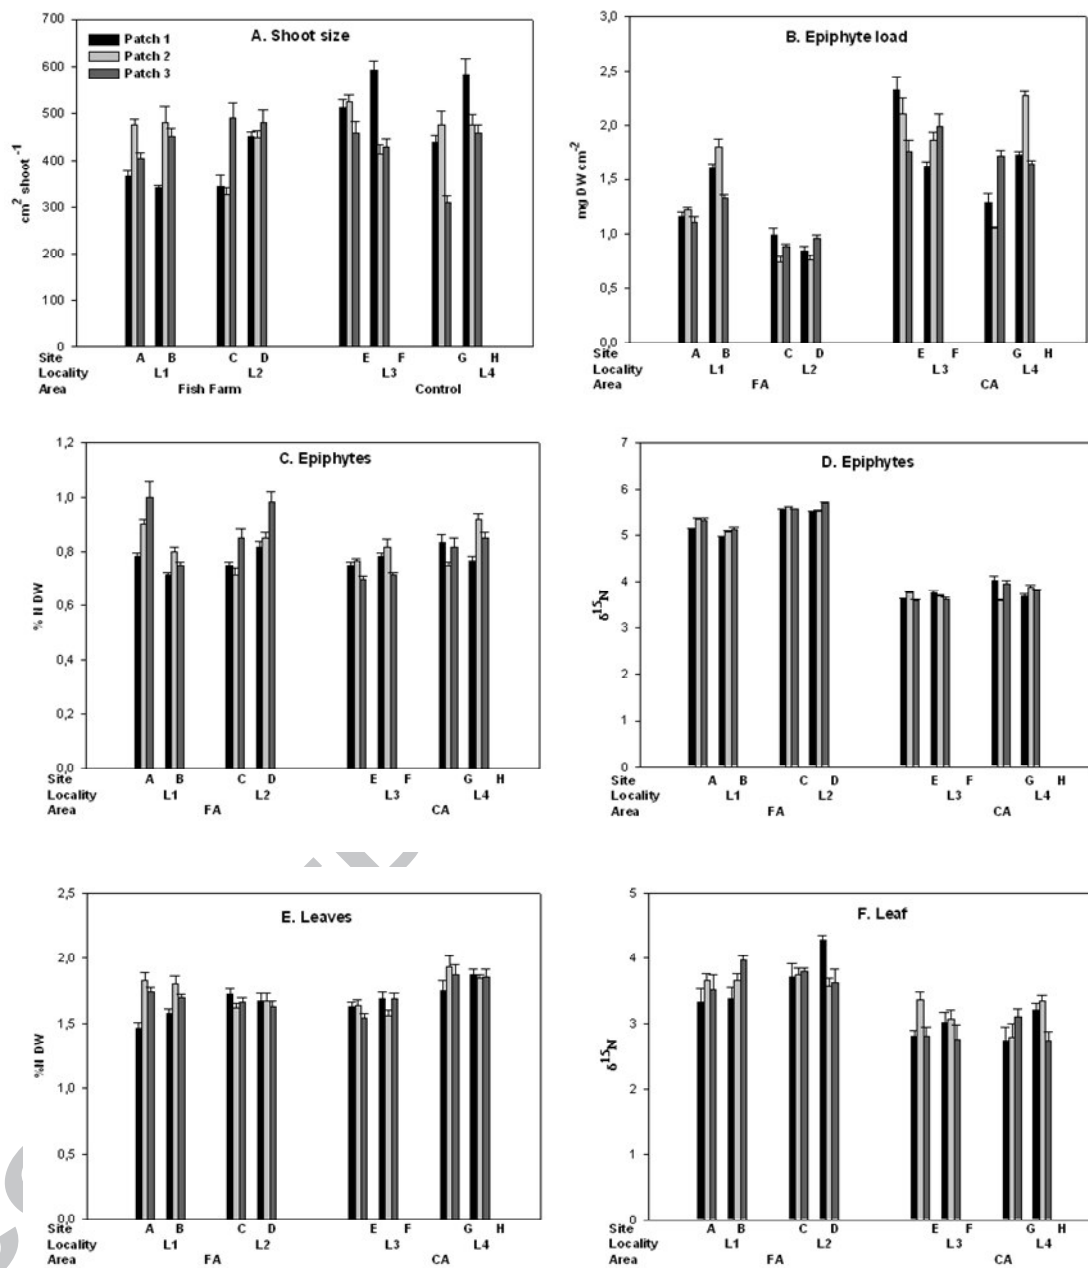 A. Shoot size
Patch 1
Patch 2
Patch 3
700
600
500
400
300
200
100
0
cm² shoot⁻¹
Site A B C D E F G H
Locality L1 L2 L3 L4
Area Fish Farm Control
B. Epiphyte load
3,0
2,5
2,0
1,5
1,0
0,5
0,0
mg DW cm⁻²
Site A B C D E F G H
Locality L1 L2 L3 L4
Area FA CA
C. Epiphytes
1,2
1,0
0,8
0,6
0,4
0,2
0,0
% N DW
Site A B C D E F G H
Locality L1 L2 L3 L4
Area FA CA
D. Epiphytes
7
6
5
4
3
2
1
0
δ¹⁵N
Site A B C D E F G H
Locality L1 L2 L3 L4
Area FA CA
E. Leaves
2,5
2,0
1,5
1,0
0,5
0,0
%N DW
Site A B C D E F G H
Locality L1 L2 L3 L4
Area FA CA
F. Leaf
5
4
3
2
1
0
δ¹⁵N
Site A B C D E F G H
Locality L1 L2 L3 L4
Area FA CA